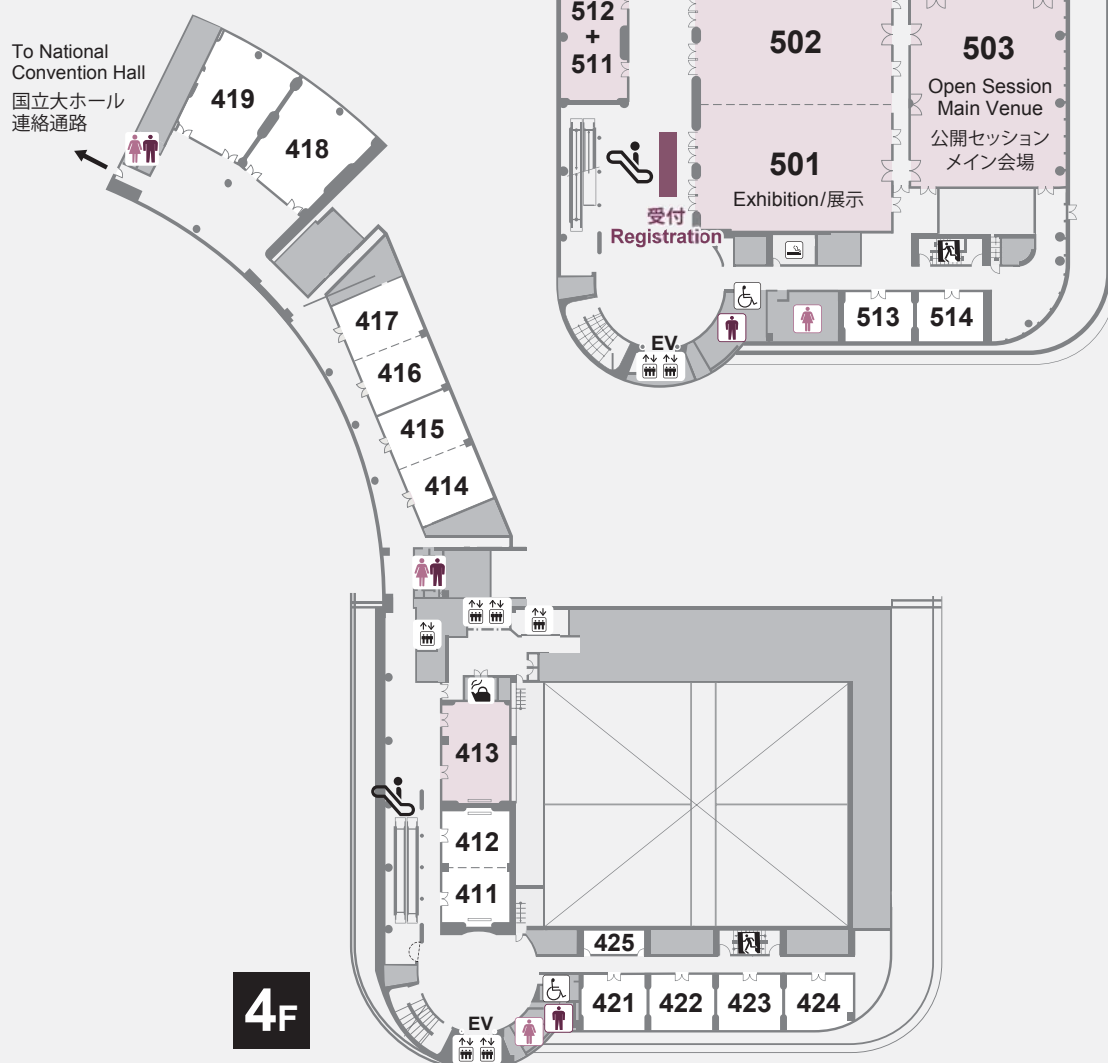 To National
Convention Hall
国立大ホール
連絡通路
419
418
417
416
415
414
512
+
511
502
503
Open Session
Main Venue
公開セッション
メイン会場
501
Exhibition/展示
受付
Registration
513
514
EV
413
412
411
425
421
422
423
424
EV
4F